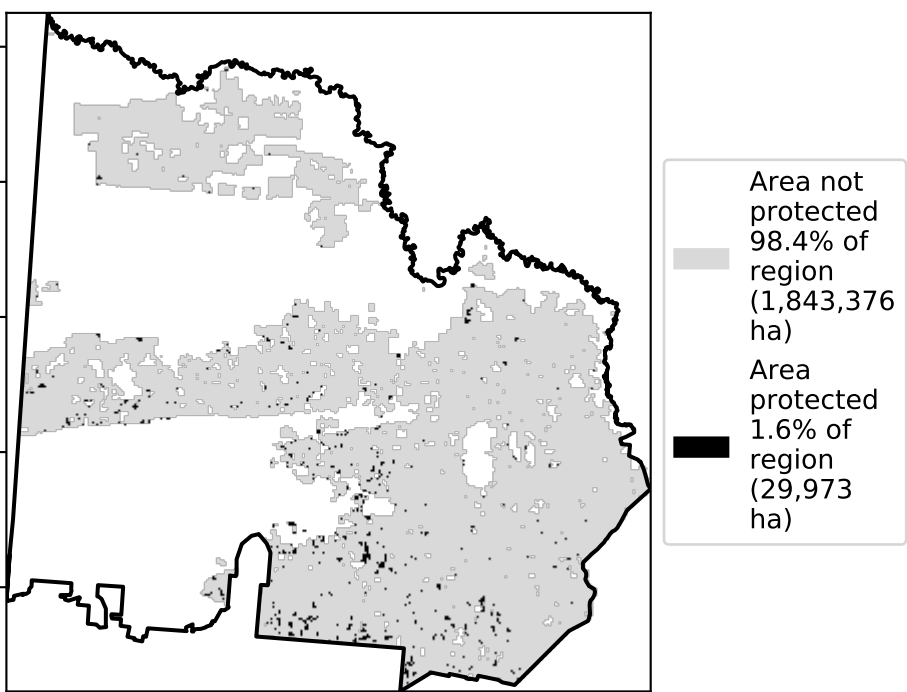 Area not
protected
98.4% of
region
(1,843,376
ha)
Area
protected
1.6% of
region
(29,973
ha)